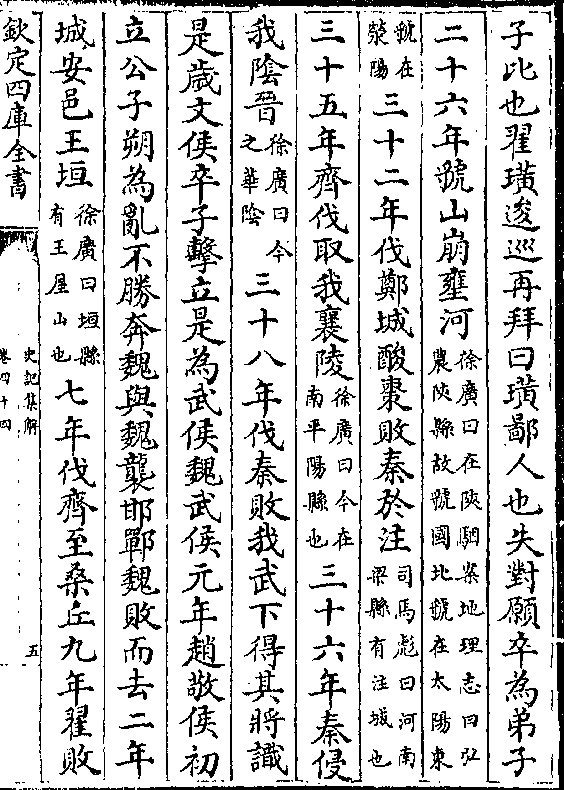 子比也翟璜逡巡再拜曰璜鄙人也失對願卒為弟子
二十六年虢山崩壅河徐廣曰在陜駰案地理志曰弘農陜縣故虢國北虢在太陽東
虢在滎陽三十二年伐鄭城酸棗敗秦於注司馬彪曰河南梁縣有注城也
三十五年齊伐取我襄陵徐廣曰今在南平陽縣也三十六年秦侵
我陰晉徐廣曰今之華陰三十八年伐秦敗我武下得其將識
是歲文侯卒子擊立是為武侯魏武侯元年趙敬侯初
立公子朔為亂不勝奔魏與魏襲邯鄲魏敗而去二年
城安邑王垣徐廣曰垣縣有王屋山也七年伐齊至桑丘九年翟敗
欽定四庫全書
史記集解
卷四十四
五